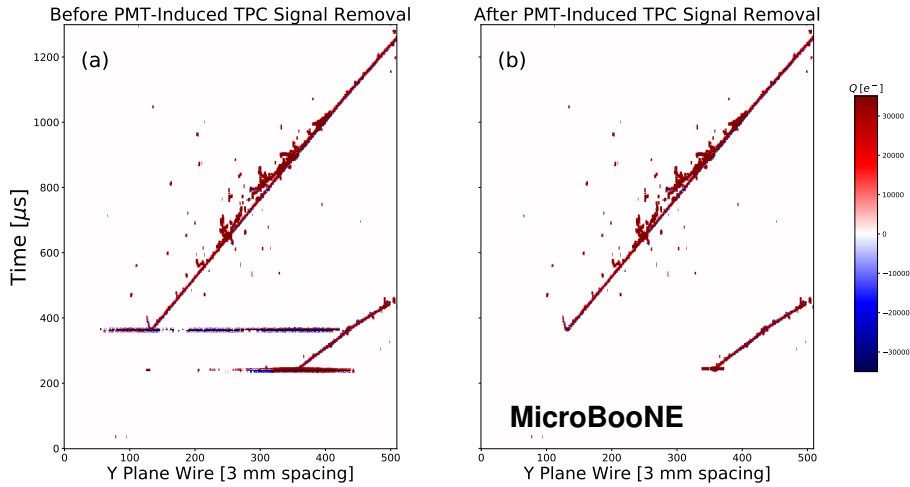 Before PMT-Induced TPC Signal Removal
After PMT-Induced TPC Signal Removal
(a)
(b)
MicroBooNE
Time [μs]
1200
1000
800
600
400
200
0
0 100 200 300 400 500
0 100 200 300 400 500
Y Plane Wire [3 mm spacing]
Y Plane Wire [3 mm spacing]
Q [e⁻]
30000
20000
10000
0
−10000
−20000
−30000